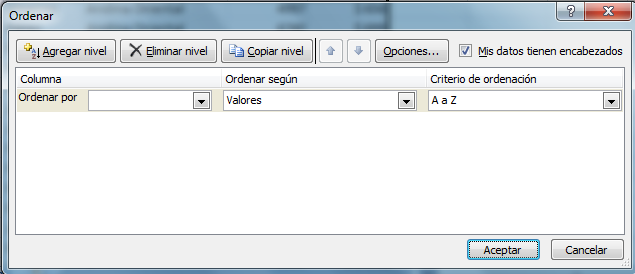 Ordenar
Agregar nivel Eliminar nivel Copiar nivel Opciones... Mis datos tienen encabezados
Columna Ordenar según Criterio de ordenación
Ordenar por Valores A a Z
Aceptar Cancelar